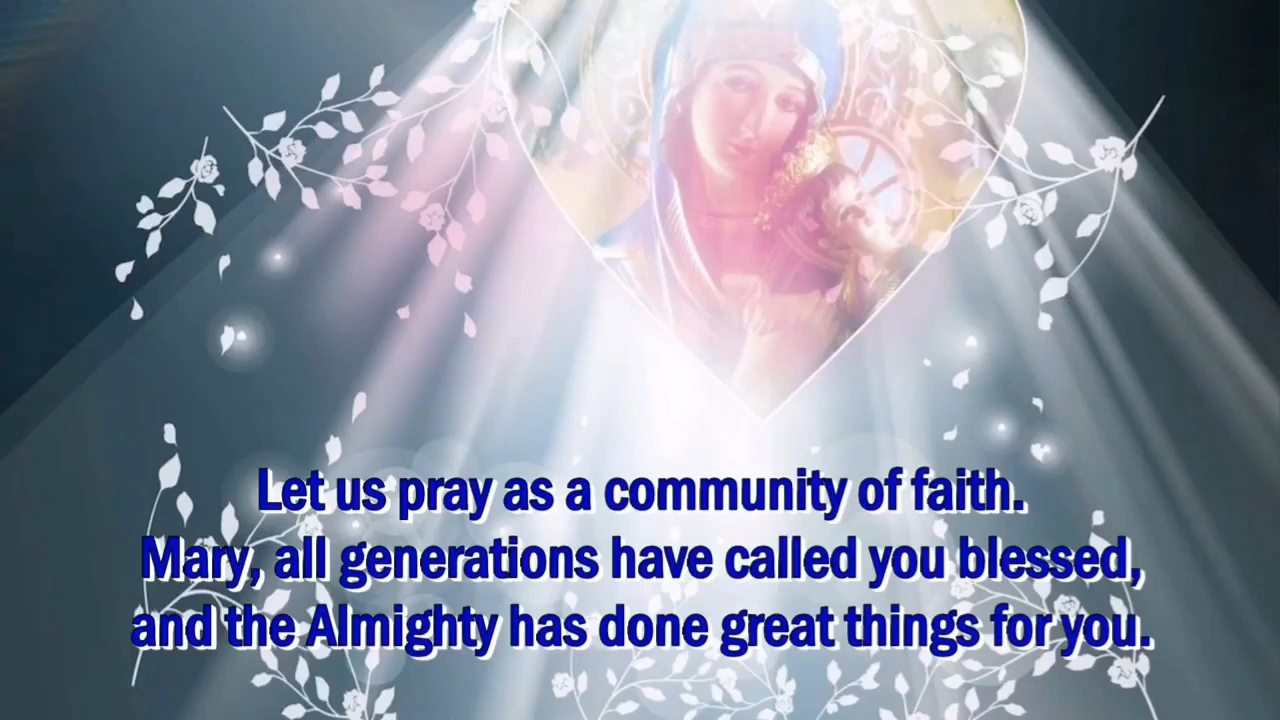 Let us pray as a community of faith.
Mary, all generations have called you blessed,
and the Almighty has done great things for you.